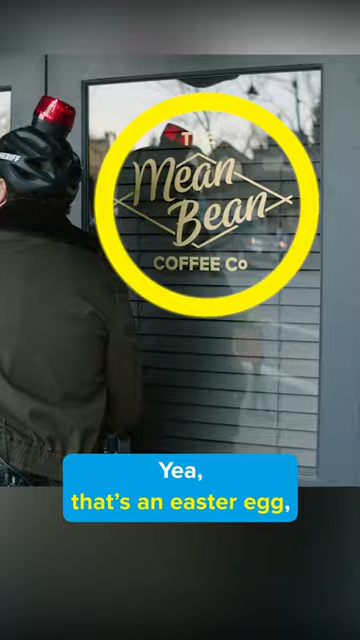 THE
Mean
Bean
COFFEE Co
SHERIFF
Yea,
that's an easter egg,